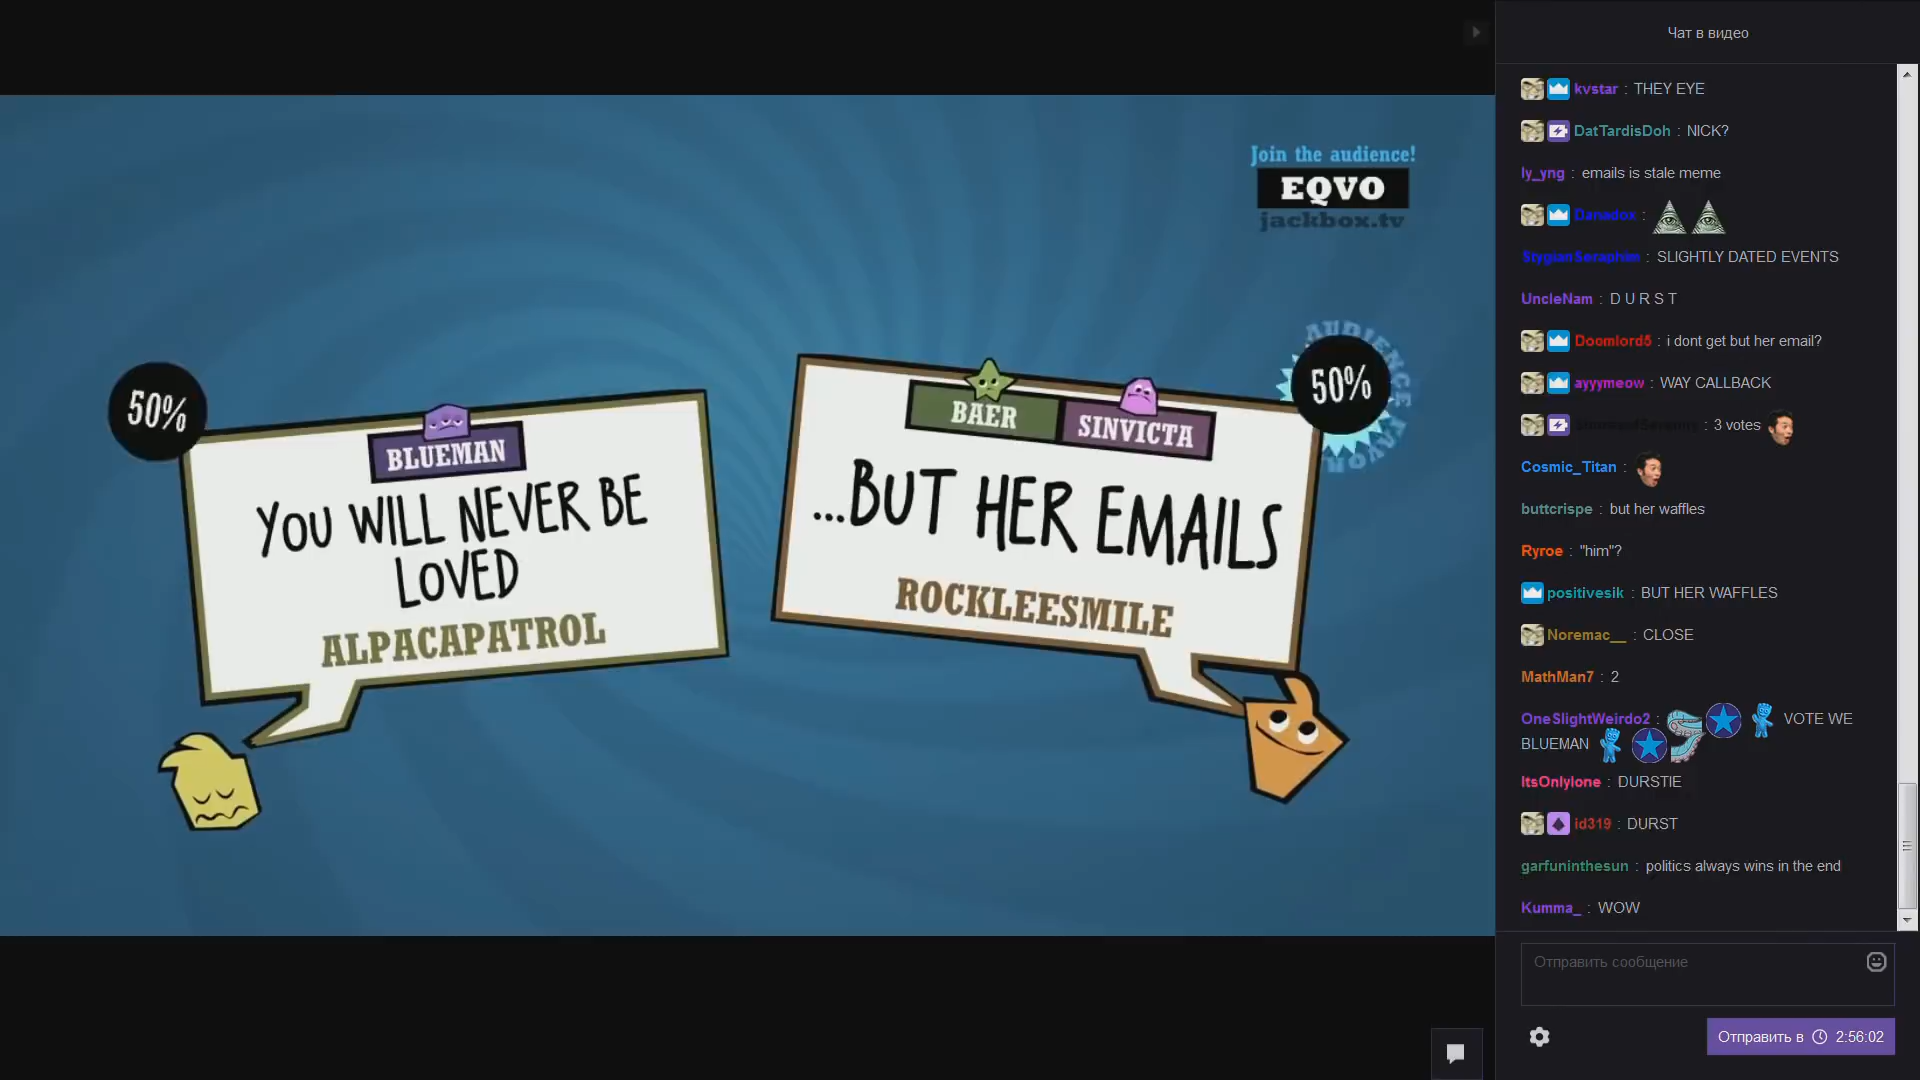 Join the audience!
EQVO
jackbox.tv
50%
BLUEMAN
YOU WILL NEVER BE
LOVED
ALPACAPATROL
AUDIENCE
FAVOR
50%
BAER
SINVICTA
...BUT HER EMAILS
ROCKLEESMILE
Чат в видео
kvstar : THEY EYE
DatTardisDoh : NICK?
ly_yng : emails is stale meme
Danadox :
StygianSeraphim : SLIGHTLY DATED EVENTS
UncleNam : D U R S T
Doomlord5 : i dont get but her email?
ayyymeow : WAY CALLBACK
: 3 votes
Cosmic_Titan :
buttcrispe : but her waffles
Ryroe : "him"?
positivesik : BUT HER WAFFLES
Noremac__ : CLOSE
MathMan7 : 2
OneSlightWeirdo2 : VOTE WE
BLUEMAN
ItsOnlyIone : DURSTIE
id319 : DURST
garfuninthesun : politics always wins in the end
Kumma_ : WOW
Отправить сообщение
Отправить в 2:56:02